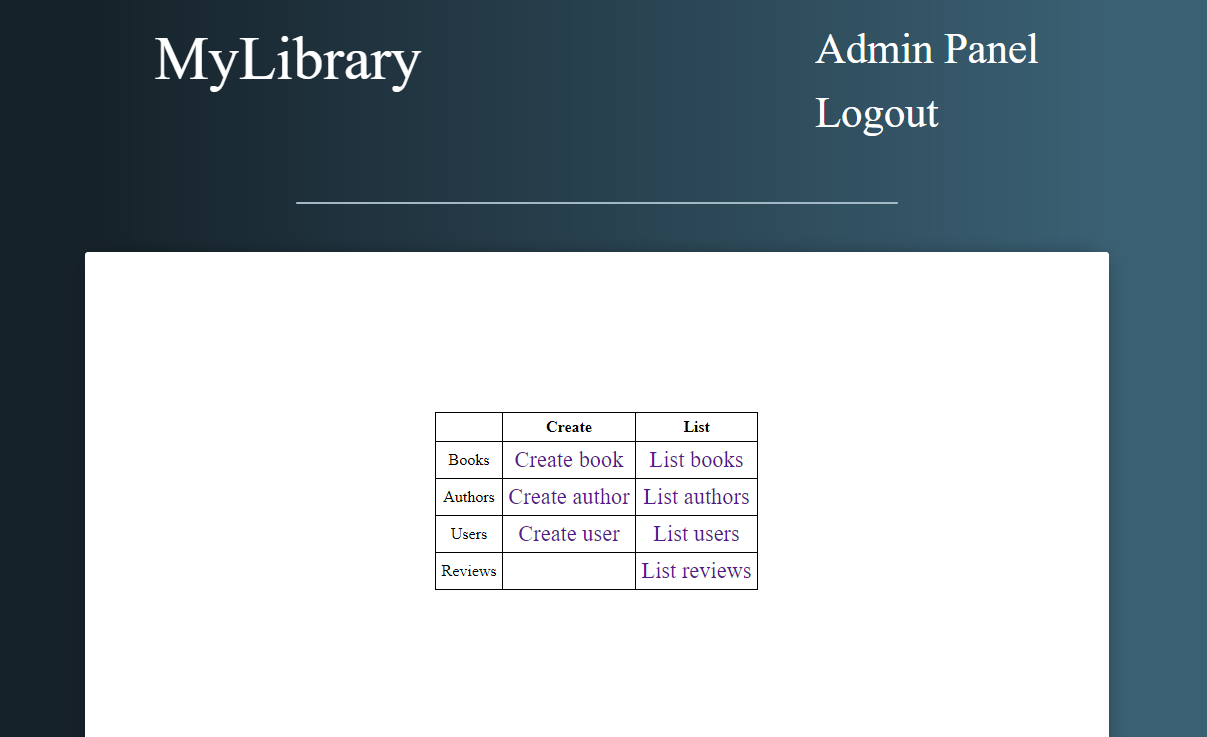 MyLibrary
Admin Panel
Logout
Create List
Books Create book List books
Authors Create author List authors
Users Create user List users
Reviews List reviews